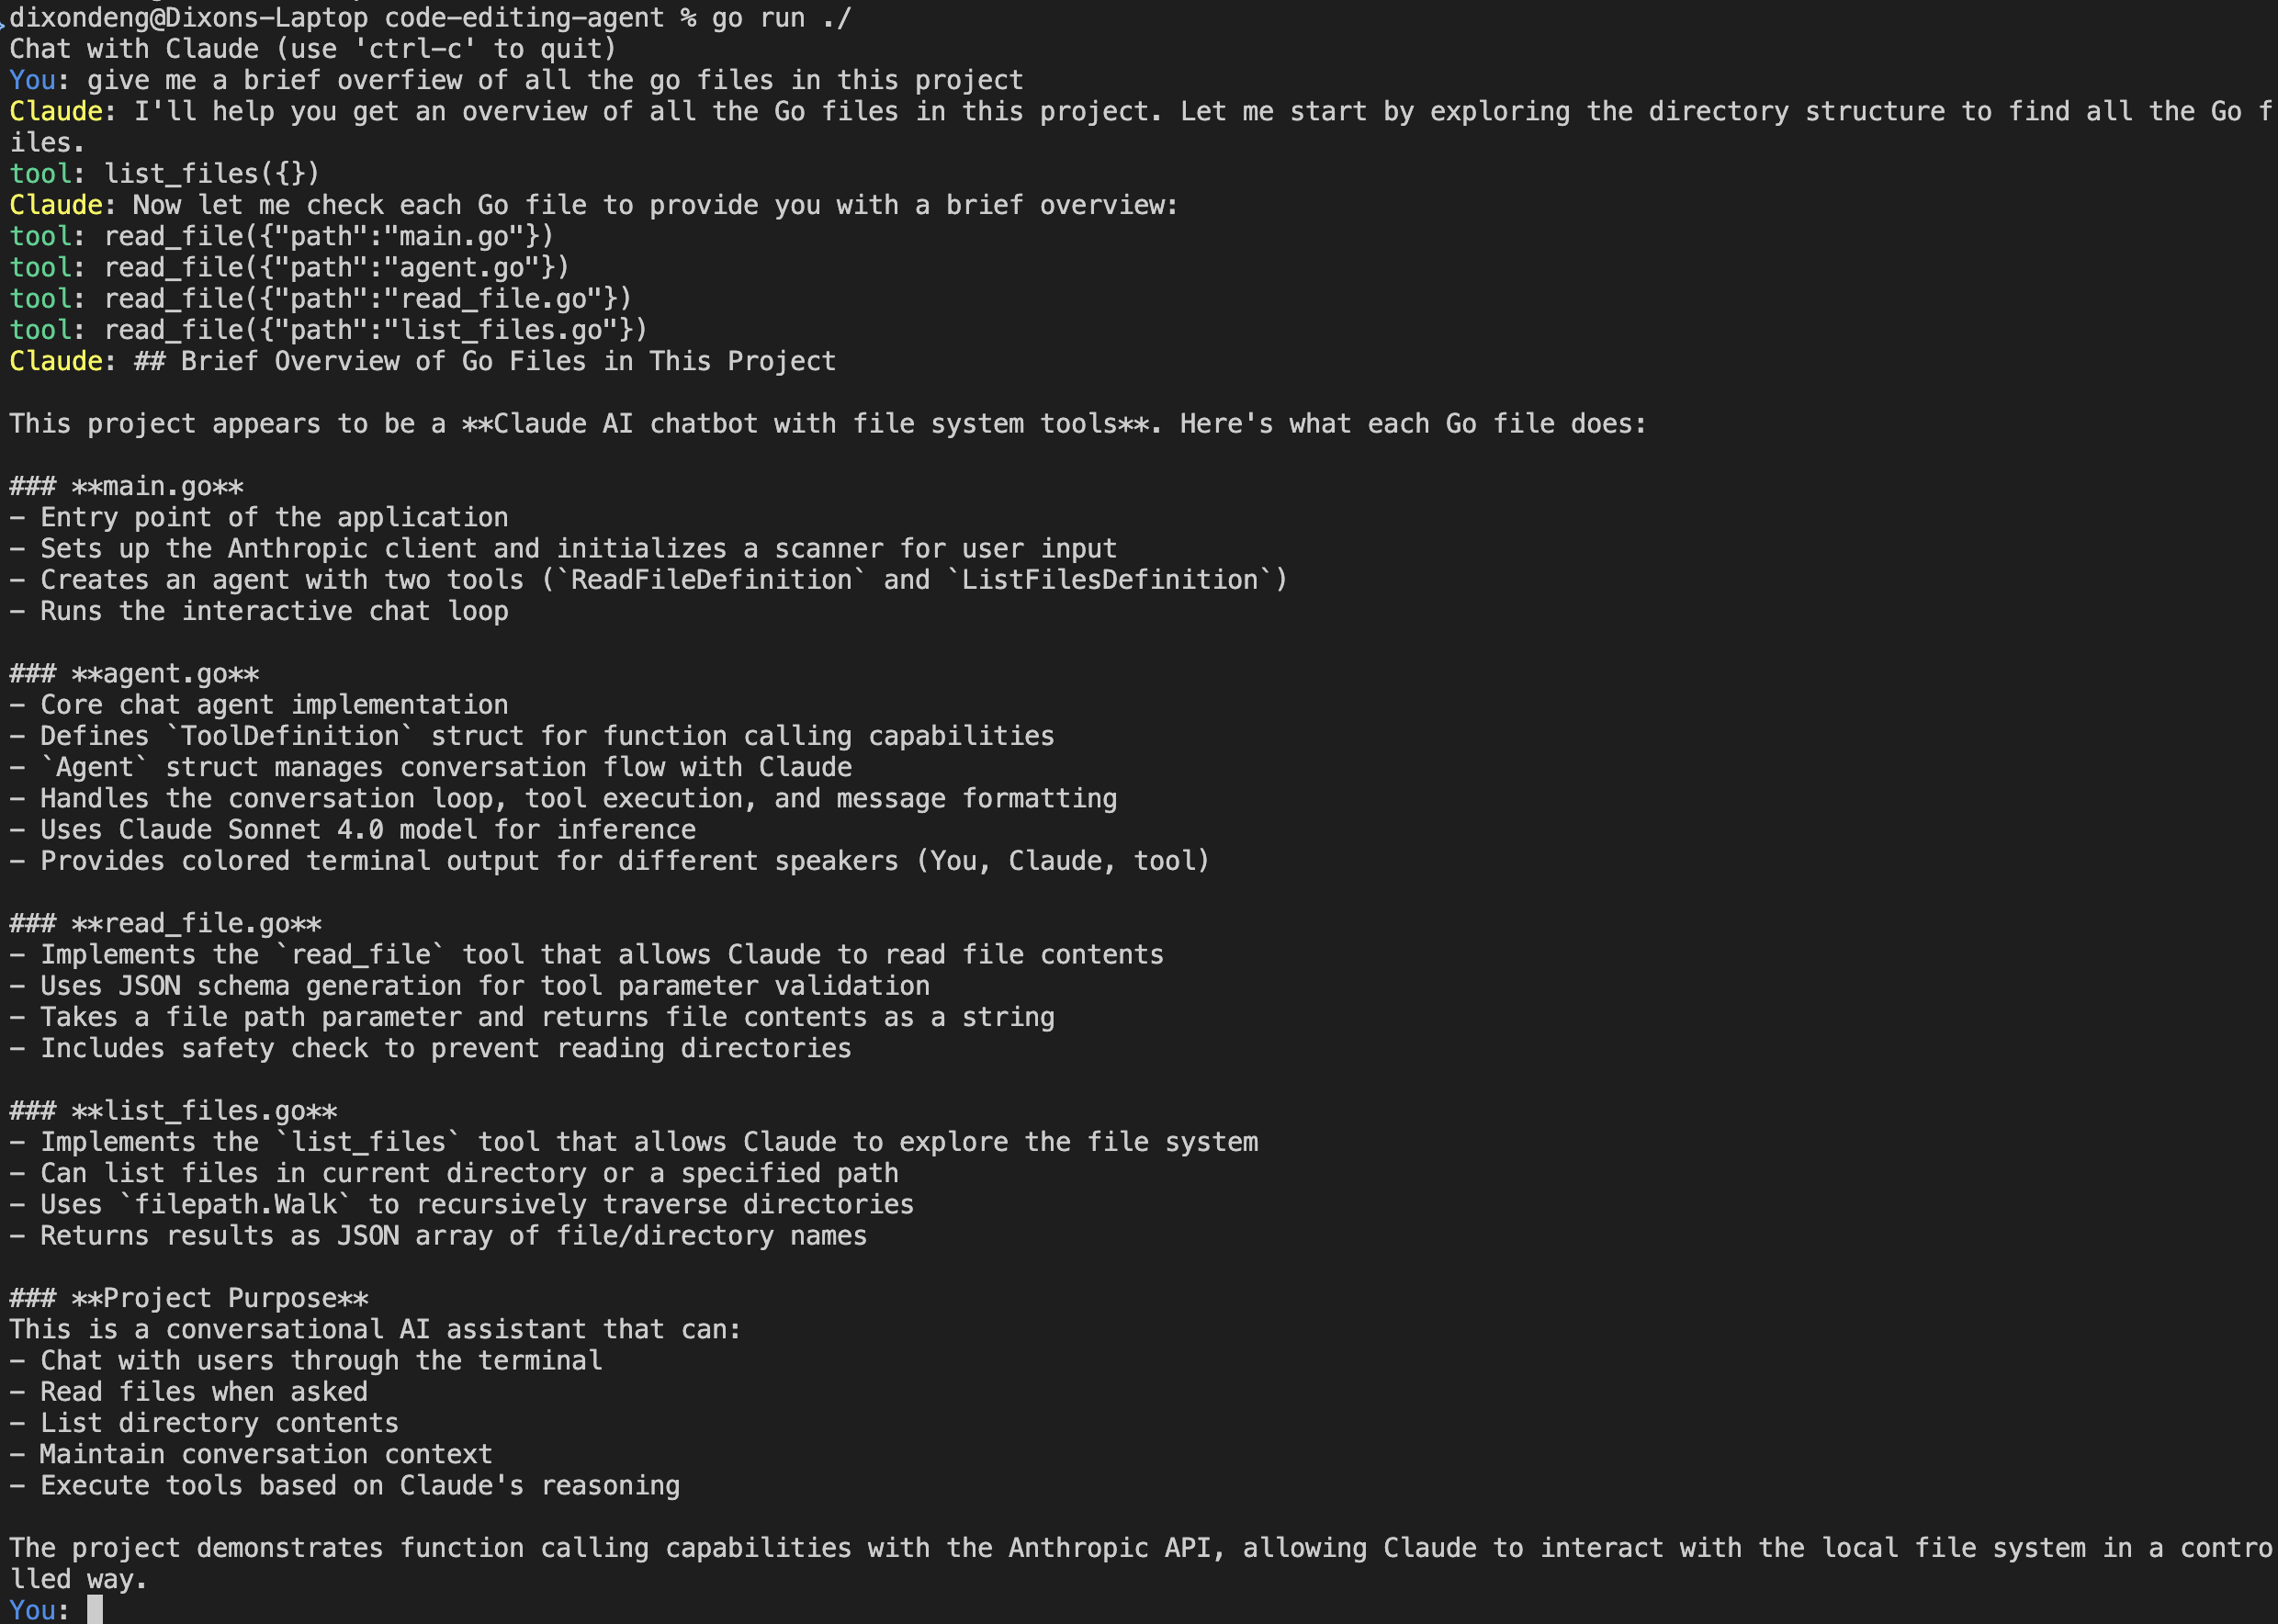 dixondeng@Dixons-Laptop code-editing-agent % go run ./
Chat with Claude (use 'ctrl-c' to quit)
You: give me a brief overfiew of all the go files in this project
Claude: I'll help you get an overview of all the Go files in this project. Let me start by exploring the directory structure to find all the Go f
iles.
tool: list_files({})
Claude: Now let me check each Go file to provide you with a brief overview:
tool: read_file({"path":"main.go"})
tool: read_file({"path":"agent.go"})
tool: read_file({"path":"read_file.go"})
tool: read_file({"path":"list_files.go"})
Claude: ## Brief Overview of Go Files in This Project

This project appears to be a **Claude AI chatbot with file system tools**. Here's what each Go file does:

### **main.go**
- Entry point of the application
- Sets up the Anthropic client and initializes a scanner for user input
- Creates an agent with two tools (`ReadFileDefinition` and `ListFilesDefinition`)
- Runs the interactive chat loop

### **agent.go**
- Core chat agent implementation
- Defines `ToolDefinition` struct for function calling capabilities
- `Agent` struct manages conversation flow with Claude
- Handles the conversation loop, tool execution, and message formatting
- Uses Claude Sonnet 4.0 model for inference
- Provides colored terminal output for different speakers (You, Claude, tool)

### **read_file.go**
- Implements the `read_file` tool that allows Claude to read file contents
- Uses JSON schema generation for tool parameter validation
- Takes a file path parameter and returns file contents as a string
- Includes safety check to prevent reading directories

### **list_files.go**
- Implements the `list_files` tool that allows Claude to explore the file system
- Can list files in current directory or a specified path
- Uses `filepath.Walk` to recursively traverse directories
- Returns results as JSON array of file/directory names

### **Project Purpose**
This is a conversational AI assistant that can:
- Chat with users through the terminal
- Read files when asked
- List directory contents
- Maintain conversation context
- Execute tools based on Claude's reasoning

The project demonstrates function calling capabilities with the Anthropic API, allowing Claude to interact with the local file system in a contro
lled way.
You: